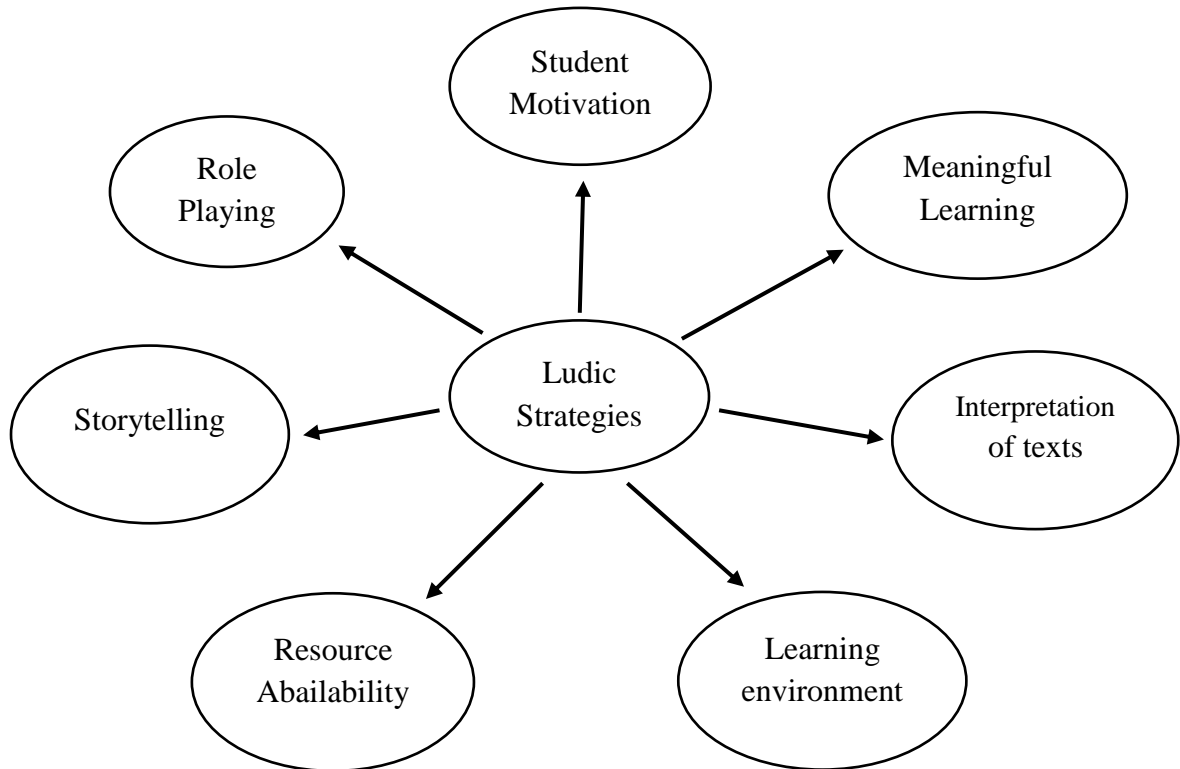 Student
Motivation
Role
Playing
Meaningful
Learning
Ludic
Strategies
Storytelling
Interpretation
of texts
Resource
Abailability
Learning
environment